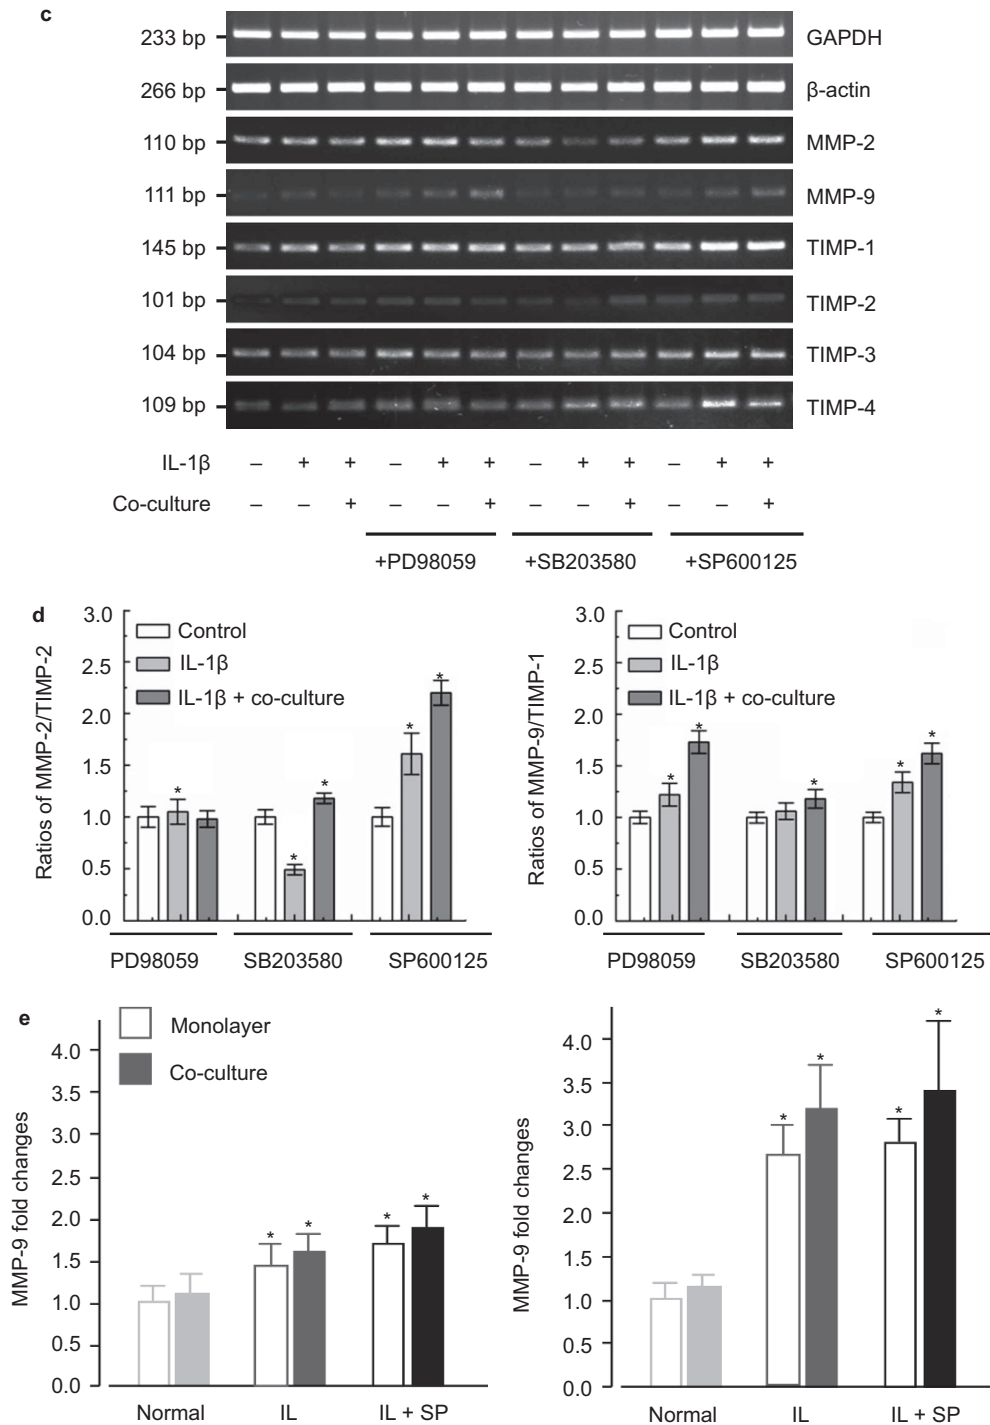 c
233 bp GAPDH
266 bp β-actin
110 bp MMP-2
111 bp MMP-9
145 bp TIMP-1
101 bp TIMP-2
104 bp TIMP-3
109 bp TIMP-4
IL-1β – + + – + + – + + – + +
Co-culture – – + – – + – – + – – +
+PD98059 +SB203580 +SP600125
d
Ratios of MMP-2/TIMP-2
3.0
2.5
2.0
1.5
1.0
0.5
0.0
Control
IL-1β
IL-1β + co-culture
* * * * *
PD98059 SB203580 SP600125
Ratios of MMP-9/TIMP-1
3.0
2.5
2.0
1.5
1.0
0.5
0.0
Control
IL-1β
IL-1β + co-culture
* * * * *
PD98059 SB203580 SP600125
e
MMP-9 fold changes
4.0
3.5
3.0
2.5
2.0
1.5
1.0
0.5
0.0
Monolayer
Co-culture
* * * *
Normal IL IL + SP
MMP-9 fold changes
4.0
3.5
3.0
2.5
2.0
1.5
1.0
0.5
0.0
* * * *
Normal IL IL + SP